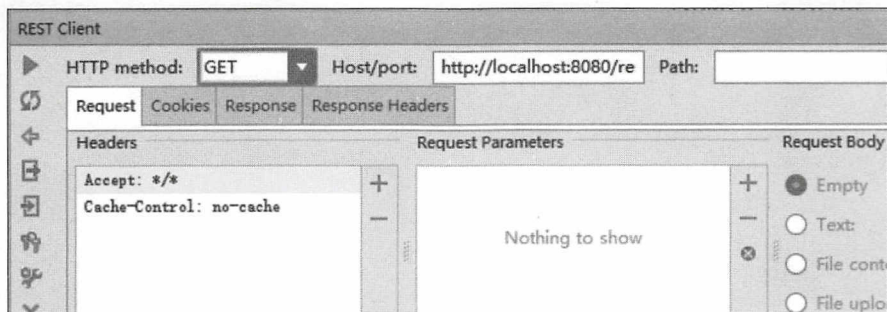 REST Client
HTTP method: GET Host/port: http://localhost:8080/re Path:
Request Cookies Response Response Headers
Headers Request Parameters Request Body
Accept: */*
Cache-Control: no-cache
Nothing to show
Empty
Text:
File conte
File uplo